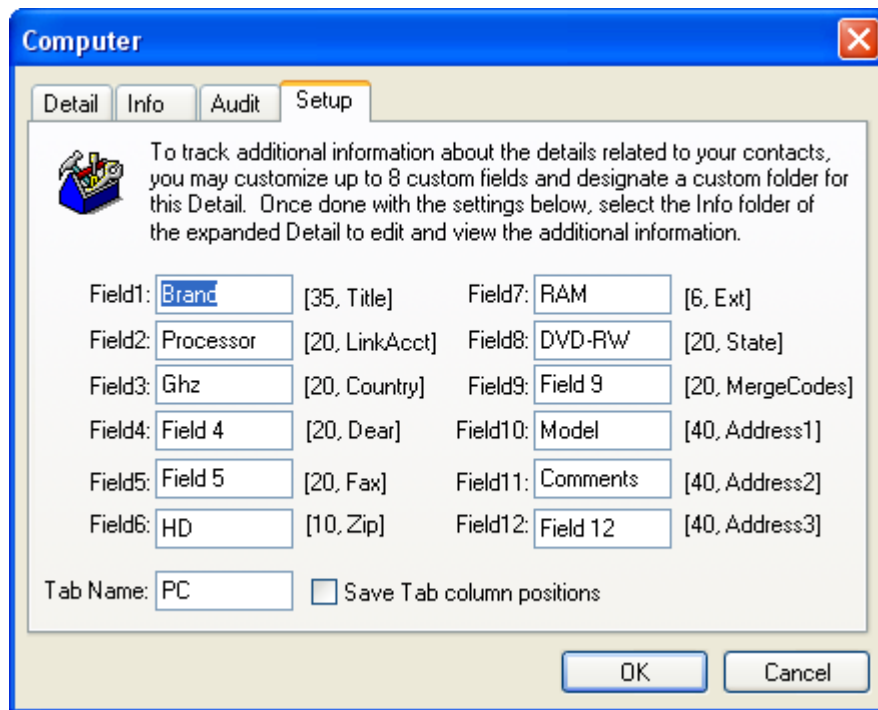 Computer
Detail Info Audit Setup
To track additional information about the details related to your contacts,
you may customize up to 8 custom fields and designate a custom folder for
this Detail. Once done with the settings below, select the Info folder of
the expanded Detail to edit and view the additional information.
Field1: Brand [35, Title] Field7: RAM [6, Ext]
Field2: Processor [20, LinkAcct] Field8: DVD-RW [20, State]
Field3: Ghz [20, Country] Field9: Field 9 [20, MergeCodes]
Field4: Field 4 [20, Dear] Field10: Model [40, Address1]
Field5: Field 5 [20, Fax] Field11: Comments [40, Address2]
Field6: HD [10, Zip] Field12: Field 12 [40, Address3]
Tab Name: PC Save Tab column positions
OK Cancel